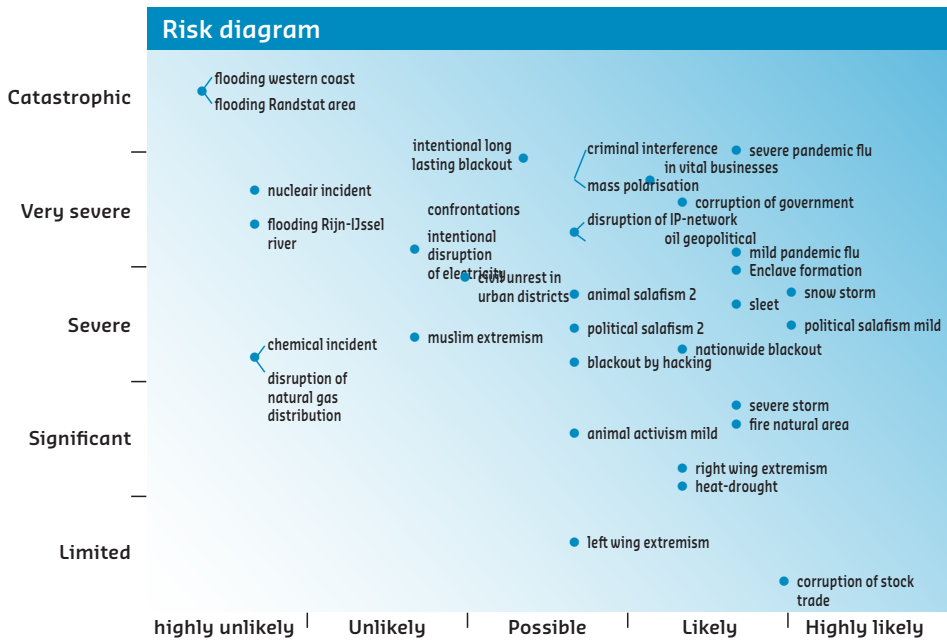 Risk diagram
Catastrophic
Very severe
Severe
Significant
Limited
flooding western coast
flooding Randstat area
intentional long
lasting blackout
criminal interference
in vital businesses
mass polarisation
severe pandemic flu
nucleair incident
corruption of government
confrontations
flooding Rijn-IJssel
river
disruption of IP-network
oil geopolitical
intentional
disruption
of electricity
mild pandemic flu
Enclave formation
civil unrest in
urban districts
animal salafism 2
snow storm
sleet
political salafism 2
political salafism mild
muslim extremism
chemical incident
nationwide blackout
blackout by hacking
disruption of
natural gas
distribution
severe storm
fire natural area
animal activism mild
right wing extremism
heat-drought
left wing extremism
corruption of stock
trade
highly unlikely
Unlikely
Possible
Likely
Highly likely